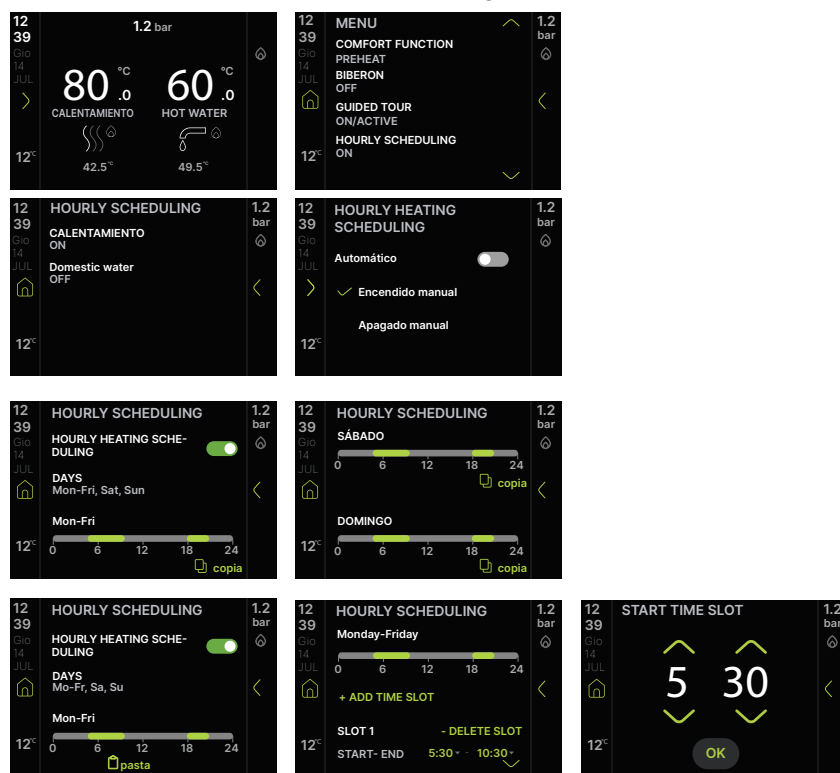 12
39
Gio
14
JUL
12°C
1.2 bar
80.0 °C
CALENTAMIENTO
42.5°C
60.0 °C
HOT WATER
49.5°C
12
39
Gio
14
JUL
12°C
MENU
COMFORT FUNCTION
PREHEAT
BIBERON
OFF
GUIDED TOUR
ON/ACTIVE
HOURLY SCHEDULING
ON
1.2
bar
12
39
Gio
14
JUL
12°C
HOURLY SCHEDULING
CALENTAMIENTO
ON
Domestic water
OFF
1.2
bar
12
39
Gio
14
JUL
12°C
HOURLY HEATING
SCHEDULING
Automático
Encendido manual
Apagado manual
1.2
bar
12
39
Gio
14
JUL
12°C
HOURLY SCHEDULING
HOURLY HEATING SCHE-
DULING
DAYS
Mon-Fri, Sat, Sun
Mon-Fri
0 6 12 18 24
copia
1.2
bar
12
39
Gio
14
JUL
12°C
HOURLY SCHEDULING
SÁBADO
0 6 12 18 24
copia
DOMINGO
0 6 12 18 24
copia
1.2
bar
12
39
Gio
14
JUL
12°C
HOURLY SCHEDULING
HOURLY HEATING SCHE-
DULING
DAYS
Mo-Fr, Sa, Su
Mon-Fri
0 6 12 18 24
pasta
1.2
bar
12
39
Gio
14
JUL
12°C
HOURLY SCHEDULING
Monday-Friday
0 6 12 18 24
+ ADD TIME SLOT
SLOT 1 - DELETE SLOT
START- END 5:30 - 10:30
1.2
bar
12
39
Gio
14
JUL
12°C
START TIME SLOT
5 30
OK
1.2
bar